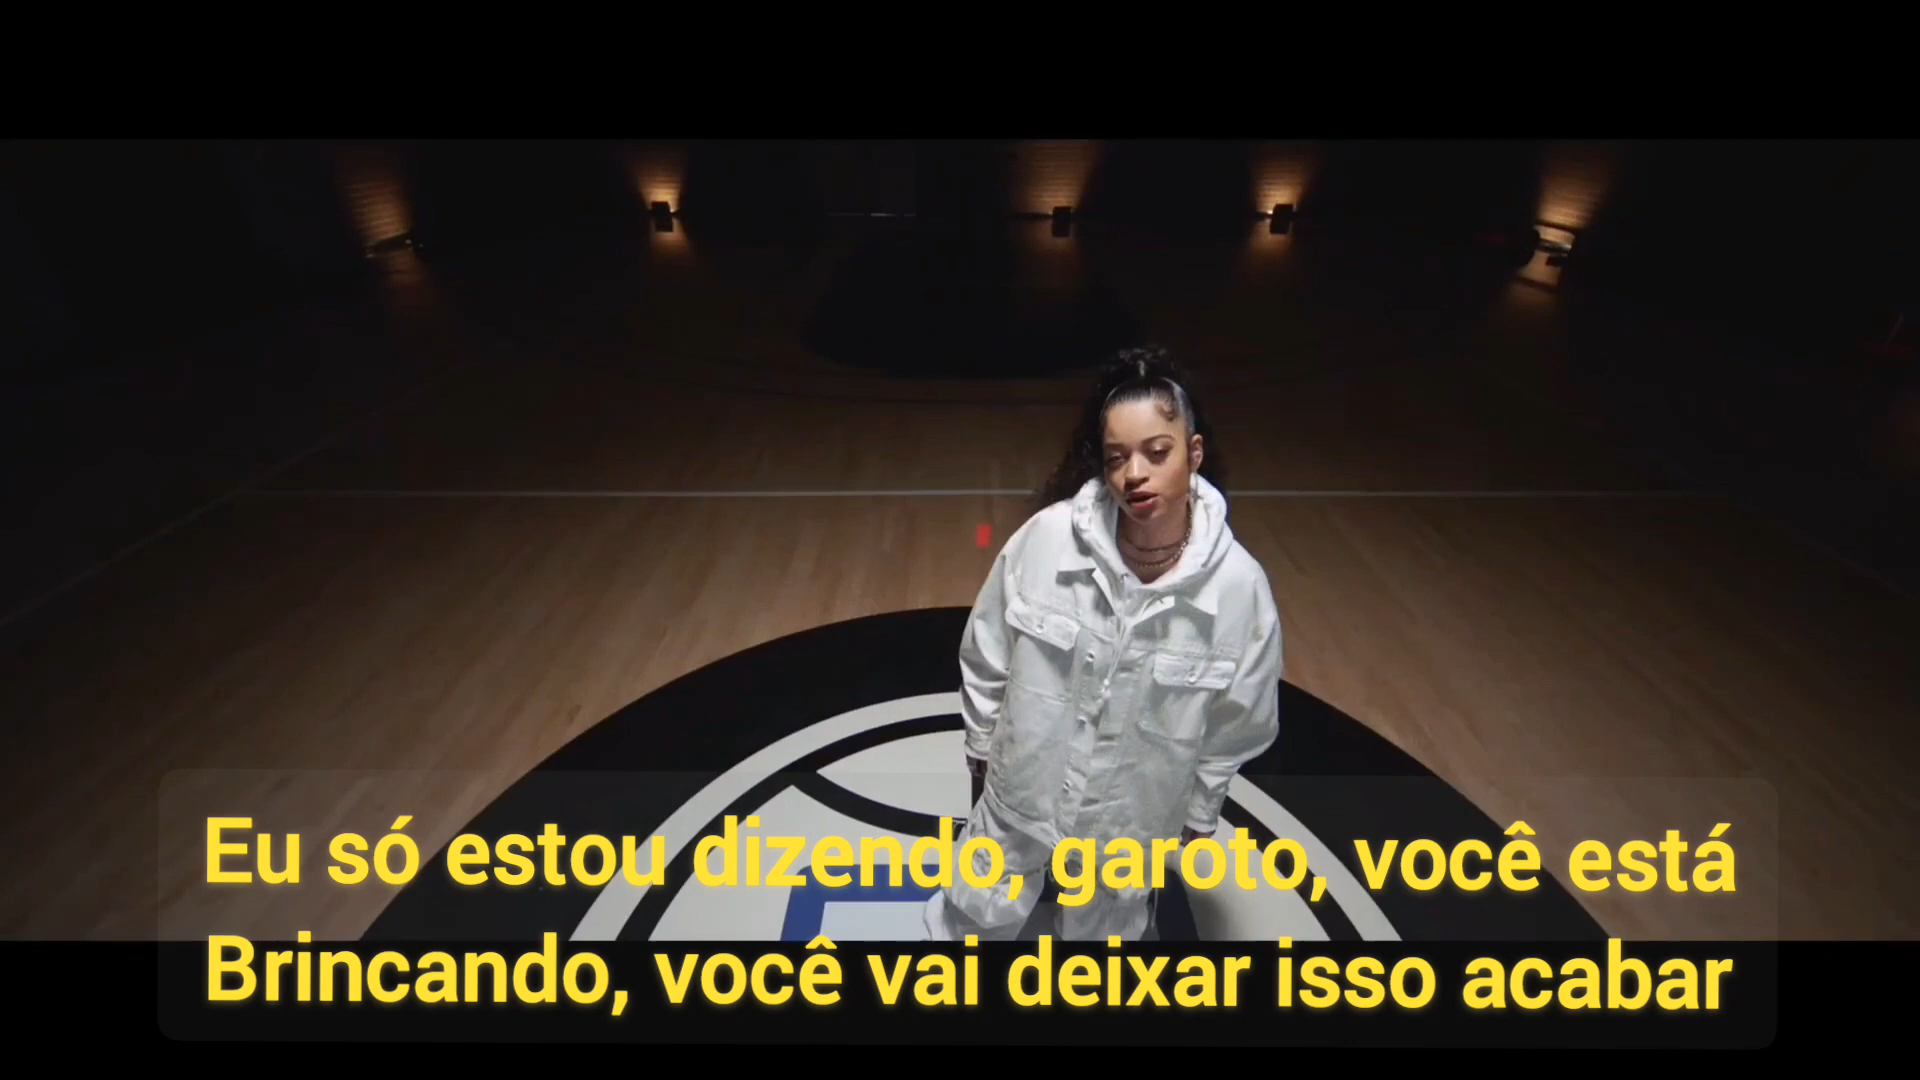 Eu só estou dizendo, garoto, você está
Brincando, você vai deixar isso acabar